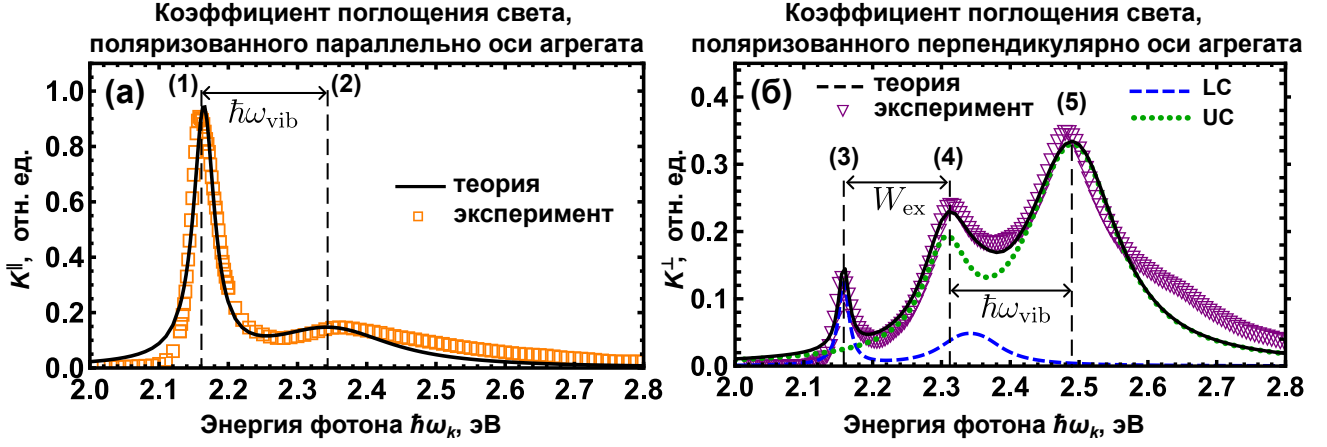 Коэффициент поглощения света,
поляризованного параллельно оси агрегата
(а)
(1)
(2)
ℏω_vib
теория
эксперимент
K^∥, отн. ед.
1.0
0.8
0.6
0.4
0.2
0.0
2.0 2.1 2.2 2.3 2.4 2.5 2.6 2.7 2.8
Энергия фотона ℏω_k, эВ
Коэффициент поглощения света,
поляризованного перпендикулярно оси агрегата
(б)
теория
эксперимент
(5)
LC
UC
(3)
(4)
W_ex
ℏω_vib
K^⊥, отн. ед.
0.4
0.3
0.2
0.1
0.0
2.0 2.1 2.2 2.3 2.4 2.5 2.6 2.7 2.8
Энергия фотона ℏω_k, эВ